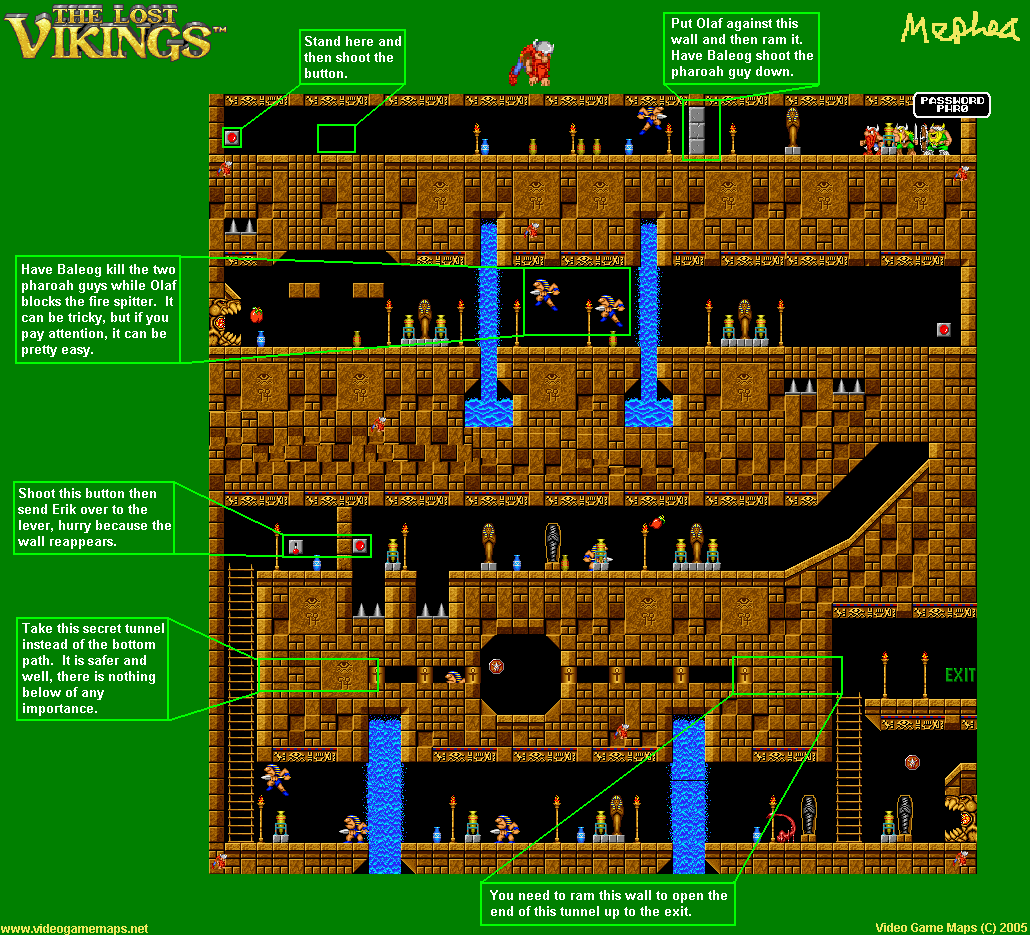 THE LOST
VIKINGS™
Stand here and
then shoot the
button.
Put Olaf against this
wall and then ram it.
Have Baleog shoot the
pharoah guy down.
Mephea
PASSWORD
PHR0
Have Baleog kill the two
pharoah guys while Olaf
blocks the fire spitter.  It
can be tricky, but if you
pay attention, it can be
pretty easy.
Shoot this button then
send Erik over to the
lever, hurry because the
wall reappears.
Take this secret tunnel
instead of the bottom
path.  It is safer and
well, there is nothing
below of any
importance.
EXIT
You need to ram this wall to open the
end of this tunnel up to the exit.
www.videogamemaps.net
Video Game Maps (C) 2005